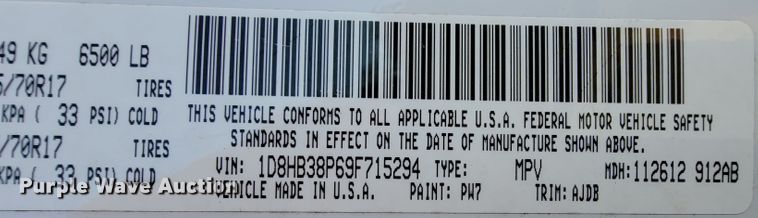 49 KG 6500 LB
5/70R17 TIRES
KPA ( 33 PSI) COLD
/70R17 TIRES
KPA ( 33 PSI) COLD
THIS VEHICLE CONFORMS TO ALL APPLICABLE U.S.A. FEDERAL MOTOR VEHICLE SAFETY
STANDARDS IN EFFECT ON THE DATE OF MANUFACTURE SHOWN ABOVE.
VIN: 1D8HB38P69F715294 TYPE: MPV MDH: 112612 912AB
VEHICLE MADE IN U.S.A. PAINT: PW7 TRIM: AJDB
Purple Wave Auction